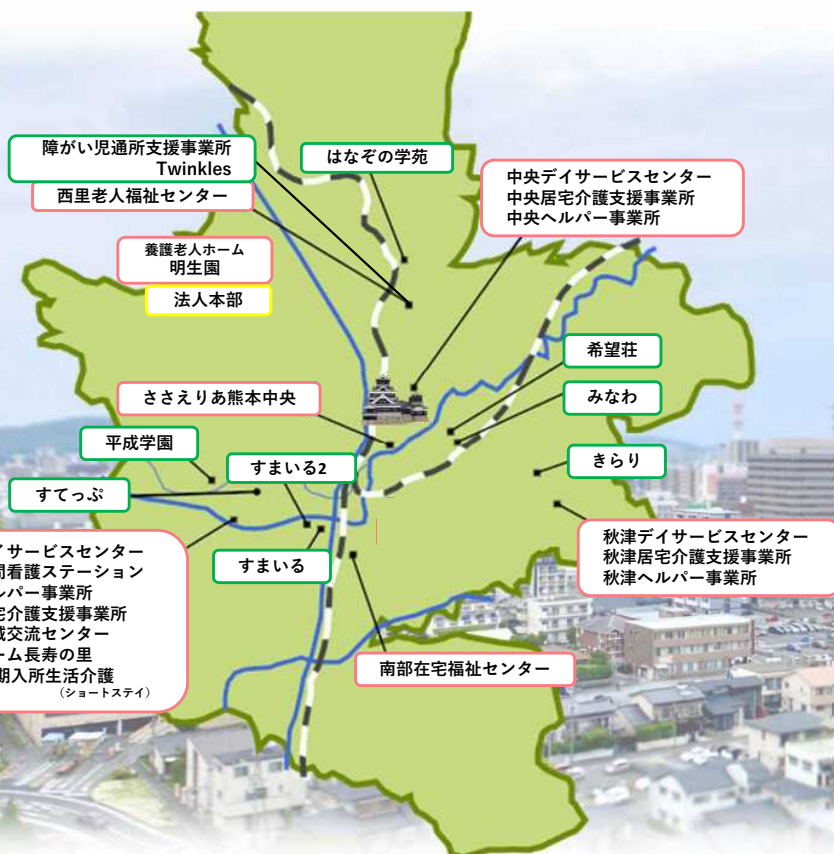 障がい児通所支援事業所
Twinkles
はなぞの学苑
西里老人福祉センター
中央デイサービスセンター
中央居宅介護支援事業所
中央ヘルパー事業所
養護老人ホーム
明生園
法人本部
希望荘
ささえりあ熊本中央
みなわ
平成学園
すまいる2
きらり
すてっぷ
すまいる
秋津デイサービスセンター
秋津居宅介護支援事業所
秋津ヘルパー事業所
イサービスセンター
看護ステーション
ルパー事業所
宅介護支援事業所
域交流センター
ーム長寿の里
期入所生活介護
（ショートステイ）
南部在宅福祉センター